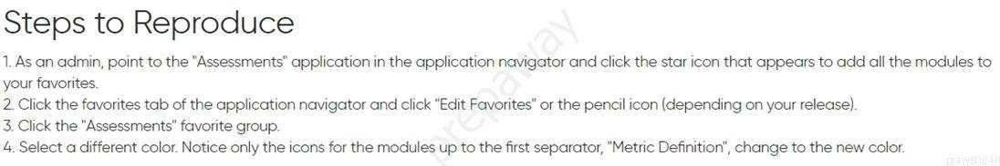 Steps to Reproduce
1. As an admin, point to the "Assessments" application in the application navigator and click the star icon that appears to add all the modules to
your favorites.
2. Click the favorites tab of the application navigator and click "Edit Favorites" or the pencil icon (depending on your release).
3. Click the "Assessments" favorite group.
4. Select a different color. Notice only the icons for the modules up to the first separator, "Metric Definition", change to the new color.
prepaway